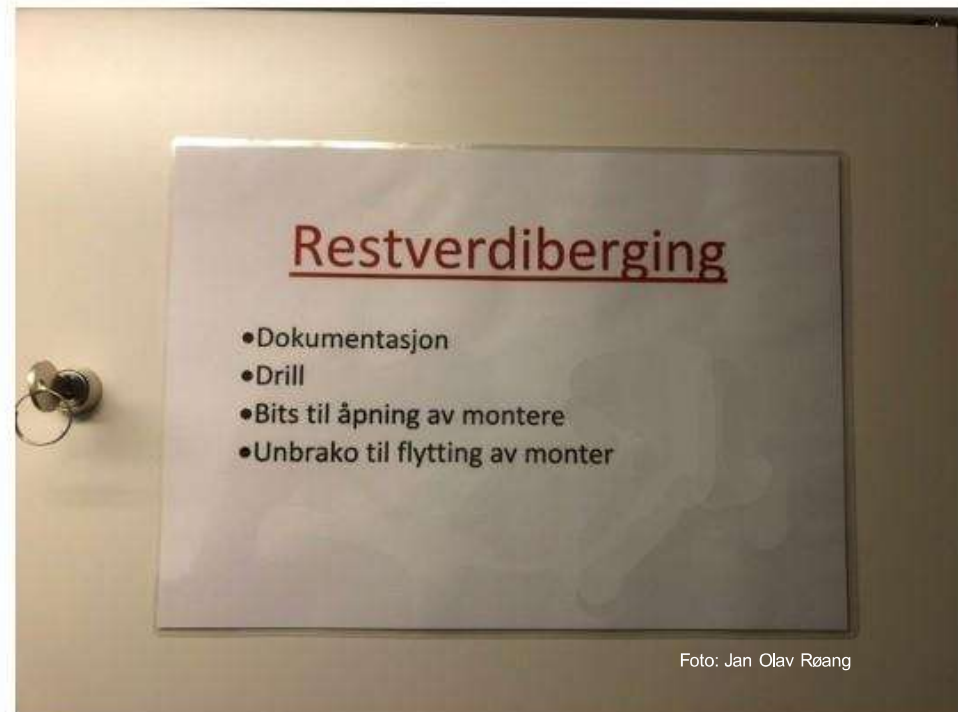 Restverdiberging
•Dokumentasjon
•Drill
•Bits til åpning av montere
•Unbrako til flytting av monter
Foto: Jan Olav Røang